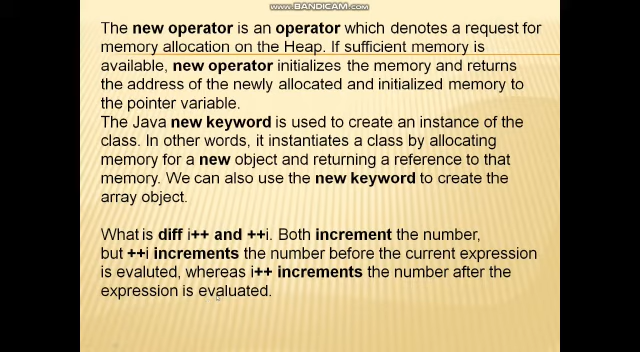 www.BANDICAM.com
The new operator is an operator which denotes a request for
memory allocation on the Heap. If sufficient memory is
available, new operator initializes the memory and returns
the address of the newly allocated and initialized memory to
the pointer variable.
The Java new keyword is used to create an instance of the
class. In other words, it instantiates a class by allocating
memory for a new object and returning a reference to that
memory. We can also use the new keyword to create the
array object.
What is diff i++ and ++i. Both increment the number,
but ++i increments the number before the current expression
is evaluted, whereas i++ increments the number after the
expression is evaluated.